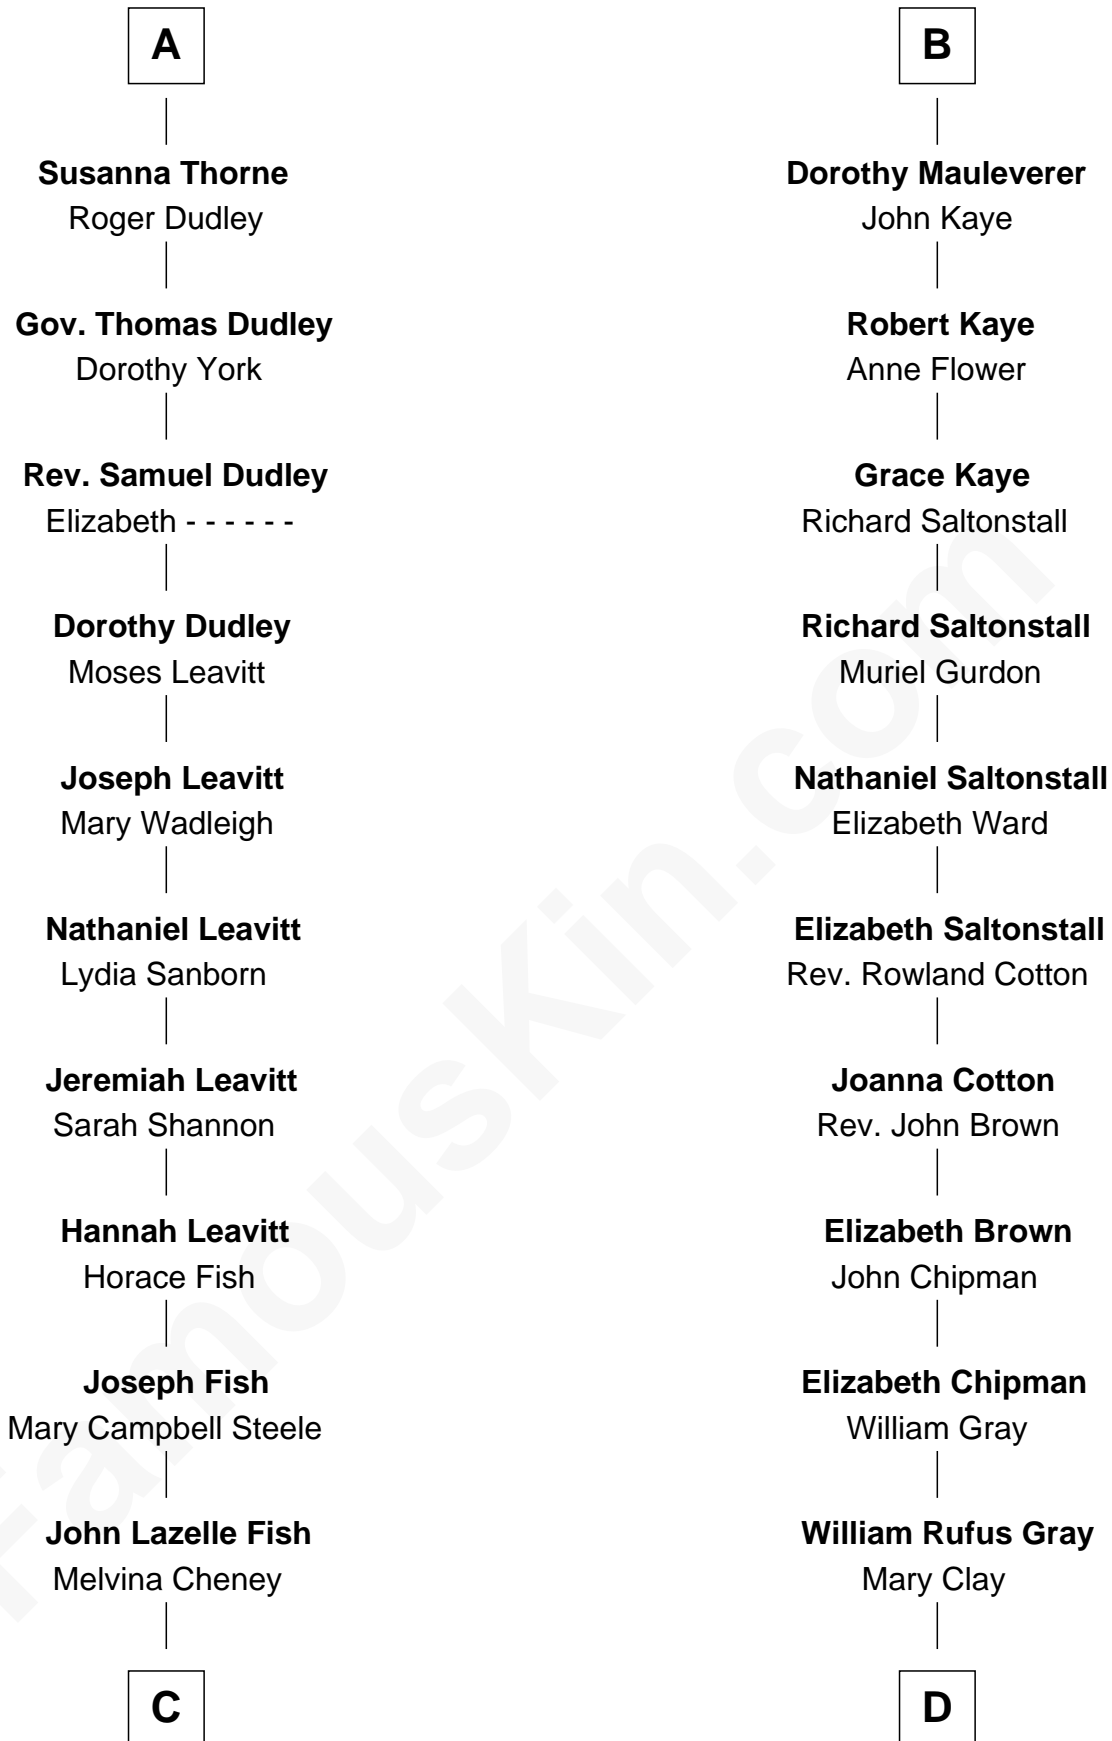 A
Susanna Thorne
Roger Dudley
Gov. Thomas Dudley
Dorothy York
Rev. Samuel Dudley
Elizabeth - - - - - -
Dorothy Dudley
Moses Leavitt
Joseph Leavitt
Mary Wadleigh
Nathaniel Leavitt
Lydia Sanborn
Jeremiah Leavitt
Sarah Shannon
Hannah Leavitt
Horace Fish
Joseph Fish
Mary Campbell Steele
John Lazelle Fish
Melvina Cheney
C
B
Dorothy Mauleverer
John Kaye
Robert Kaye
Anne Flower
Grace Kaye
Richard Saltonstall
Richard Saltonstall
Muriel Gurdon
Nathaniel Saltonstall
Elizabeth Ward
Elizabeth Saltonstall
Rev. Rowland Cotton
Joanna Cotton
Rev. John Brown
Elizabeth Brown
John Chipman
Elizabeth Chipman
William Gray
William Rufus Gray
Mary Clay
D
FamousKin.com